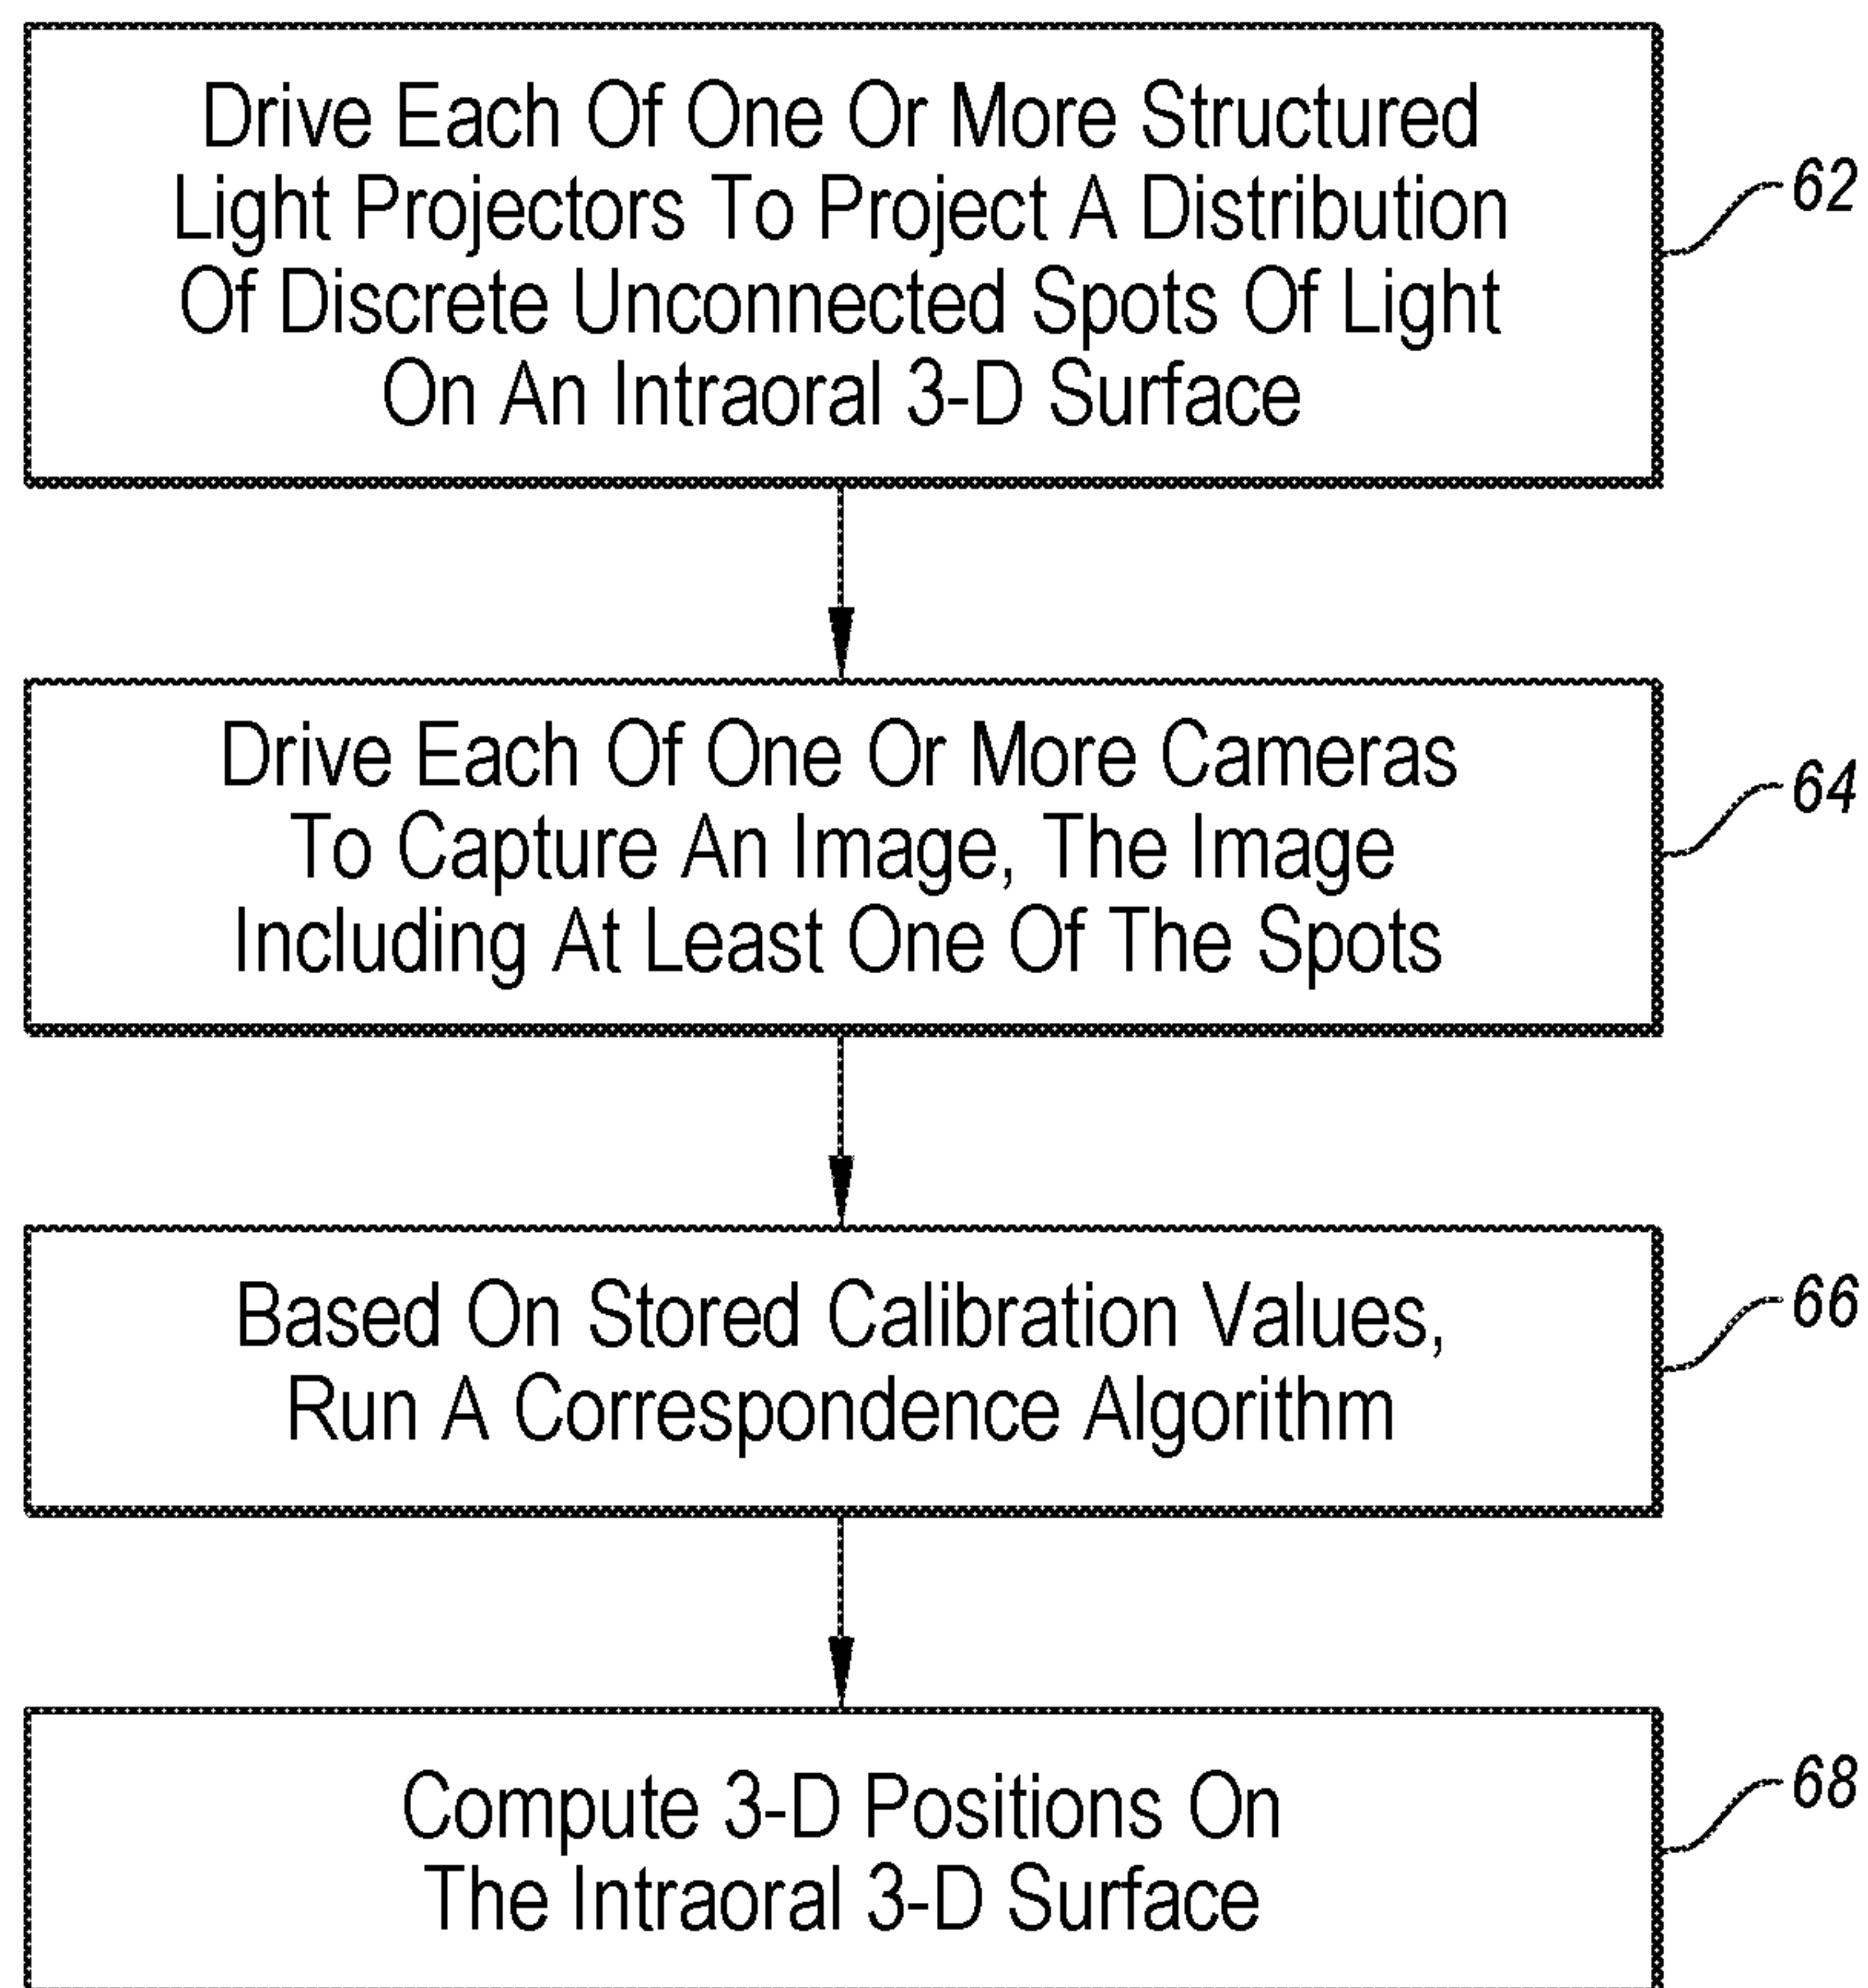 Drive Each Of One Or More Structured
Light Projectors To Project A Distribution
Of Discrete Unconnected Spots Of Light
On An Intraoral 3-D Surface
62
Drive Each Of One Or More Cameras
To Capture An Image, The Image
Including At Least One Of The Spots
64
Based On Stored Calibration Values,
Run A Correspondence Algorithm
66
Compute 3-D Positions On
The Intraoral 3-D Surface
68